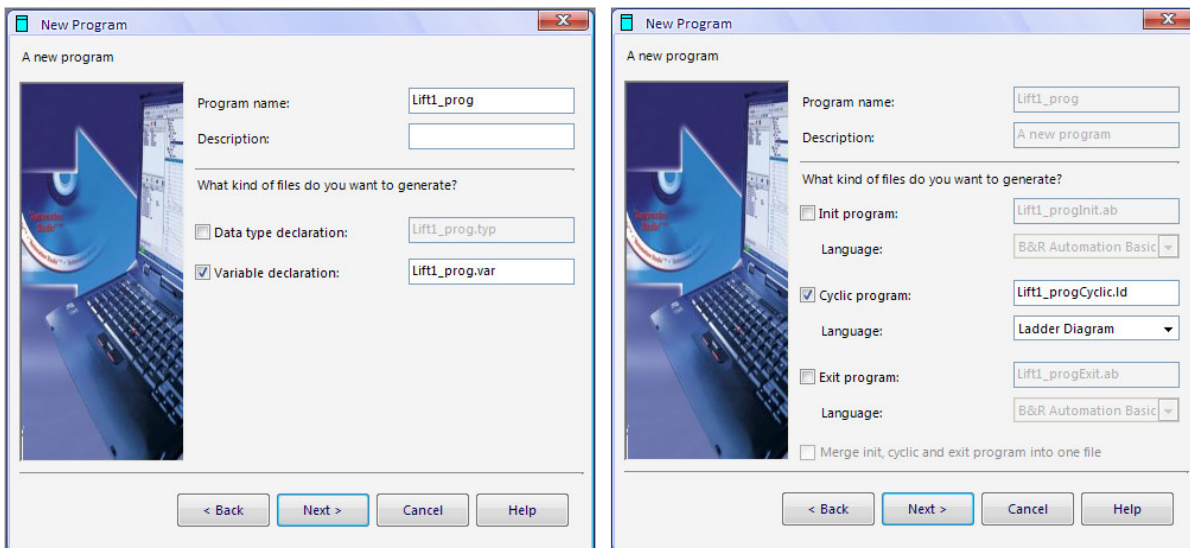 New Program
A new program
Program name: Lift1_prog
Description:
What kind of files do you want to generate?
Data type declaration: Lift1_prog.typ
Variable declaration: Lift1_prog.var
< Back Next > Cancel Help
New Program
A new program
Program name: Lift1_prog
Description: A new program
What kind of files do you want to generate?
Init program: Lift1_progInit.ab
Language: B&R Automation Basic
Cyclic program: Lift1_progCyclic.ld
Language: Ladder Diagram
Exit program: Lift1_progExit.ab
Language: B&R Automation Basic
Merge init, cyclic and exit program into one file
< Back Next > Cancel Help